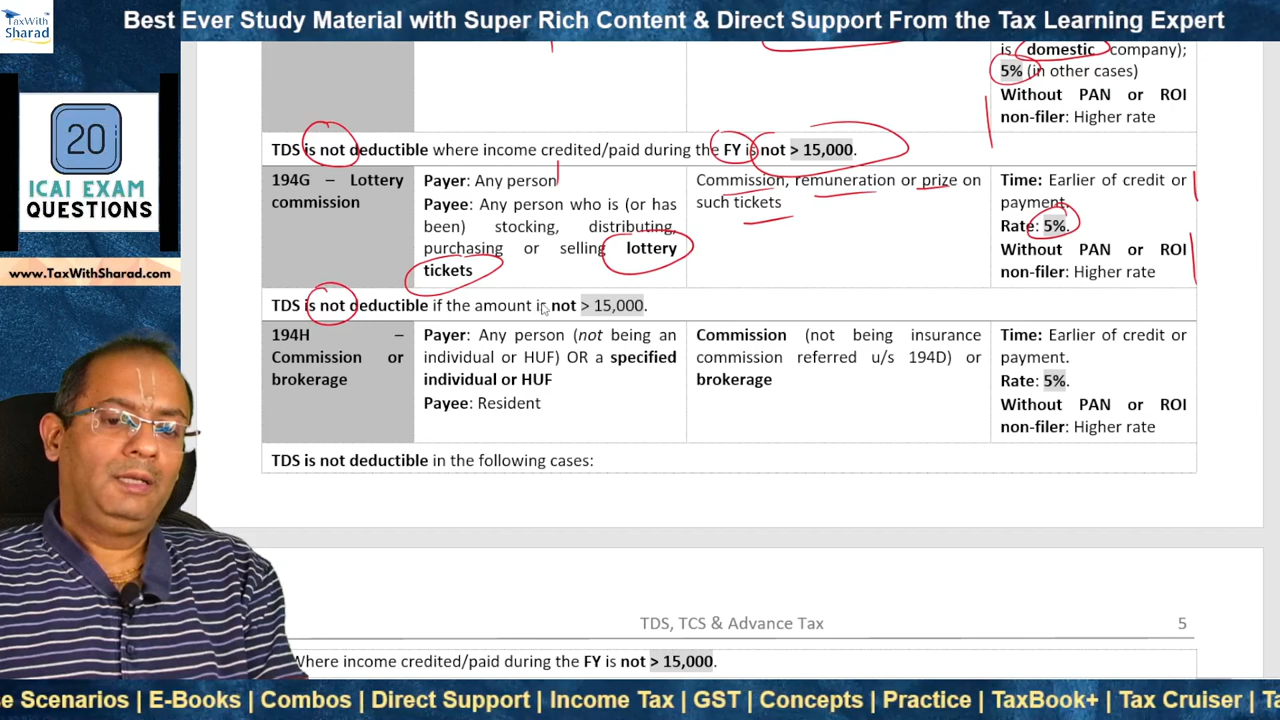 TaxWith
Sharad
Best Ever Study Material with Super Rich Content & Direct Support From the Tax Learning Expert
20
ICAI EXAM
QUESTIONS
www.TaxWithSharad.com
is domestic company);
5% (in other cases)
Without PAN or ROI
non-filer: Higher rate
TDS is not deductible where income credited/paid during the FY is not > 15,000.
194G – Lottery
commission
Payer: Any person
Payee: Any person who is (or has
been) stocking, distributing,
purchasing or selling lottery
tickets
Commission, remuneration or prize on
such tickets
Time: Earlier of credit or
payment.
Rate: 5%.
Without PAN or ROI
non-filer: Higher rate
TDS is not deductible if the amount is not > 15,000.
194H –
Commission or
brokerage
Payer: Any person (not being an
individual or HUF) OR a specified
individual or HUF
Payee: Resident
Commission (not being insurance
commission referred u/s 194D) or
brokerage
Time: Earlier of credit or
payment.
Rate: 5%.
Without PAN or ROI
non-filer: Higher rate
TDS is not deductible in the following cases:
TDS, TCS & Advance Tax 5
Where income credited/paid during the FY is not > 15,000.
se Scenarios | E-Books | Combos | Direct Support | Income Tax | GST | Concepts | Practice | TaxBook+ | Tax Cruiser | Ta